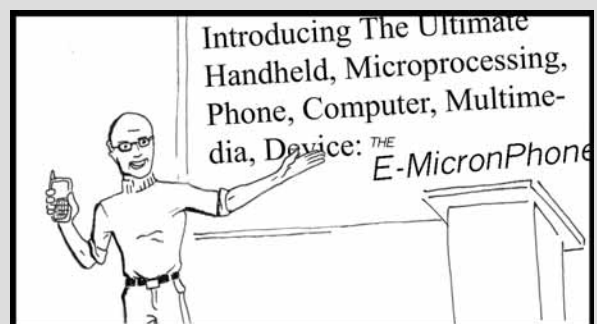 Introducing The Ultimate
Handheld, Microprocessing,
Phone, Computer, Multime-
dia, Device: THE
E-MicronPhone